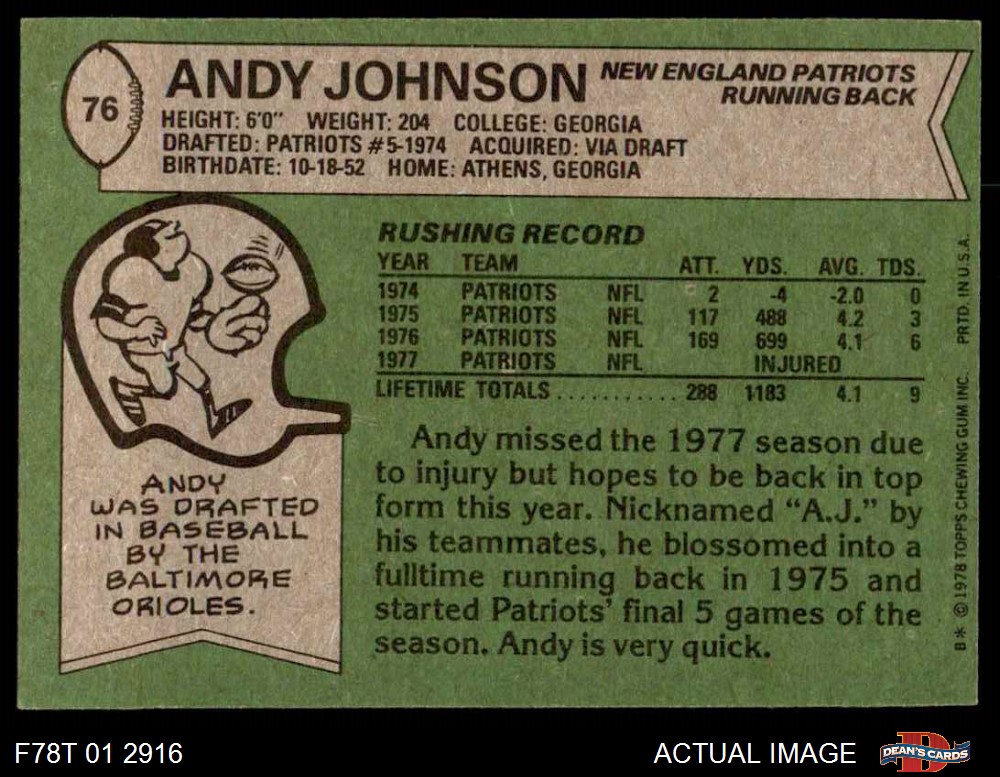 76
ANDY JOHNSON
NEW ENGLAND PATRIOTS
RUNNING BACK
HEIGHT: 6'0" WEIGHT: 204 COLLEGE: GEORGIA
DRAFTED: PATRIOTS #5-1974 ACQUIRED: VIA DRAFT
BIRTHDATE: 10-18-52 HOME: ATHENS, GEORGIA
RUSHING RECORD
YEAR TEAM ATT. YDS. AVG. TDS.
1974 PATRIOTS NFL 2 -4 -2.0 0
1975 PATRIOTS NFL 117 488 4.2 3
1976 PATRIOTS NFL 169 699 4.1 6
1977 PATRIOTS NFL INJURED
LIFETIME TOTALS ........... 288 1183 4.1 9
ANDY
WAS DRAFTED
IN BASEBALL
BY THE
BALTIMORE
ORIOLES.
Andy missed the 1977 season due
to injury but hopes to be back in top
form this year. Nicknamed "A.J." by
his teammates, he blossomed into a
fulltime running back in 1975 and
started Patriots' final 5 games of the
season. Andy is very quick.
B* © 1978 TOPPS CHEWING GUM INC. PRTD. IN U.S.A.
F78T 01 2916
ACTUAL IMAGE
DEAN'S CARDS